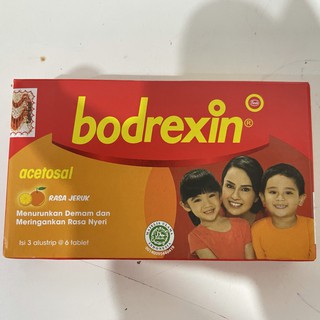 bodrexin®
acetosal
RASA JERUK
Menurunkan Demam dan
Meringankan Rasa Nyeri
Isi 3 alustrip @ 6 tablet